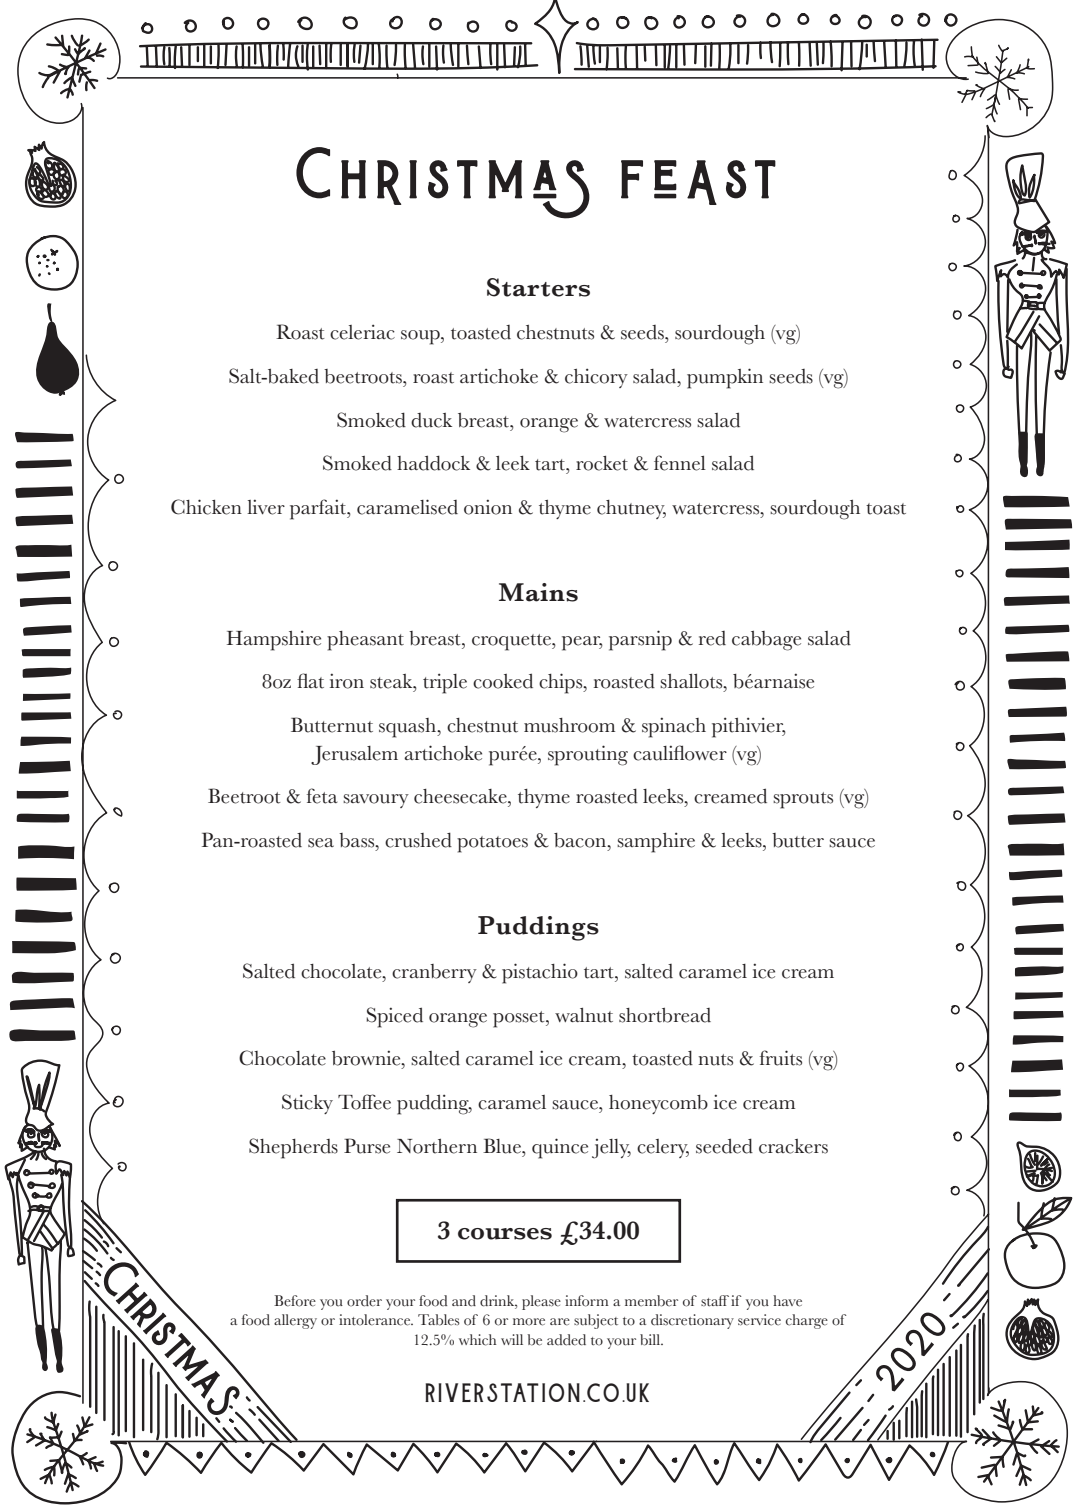 Christmas feast
Starters
Roast celeriac soup, toasted chestnuts & seeds, sourdough (vg)
Salt-baked beetroots, roast artichoke & chicory salad, pumpkin seeds (vg)
Smoked duck breast, orange & watercress salad
Smoked haddock & leek tart, rocket & fennel salad
Chicken liver parfait, caramelised onion & thyme chutney, watercress, sourdough toast
Mains
Hampshire pheasant breast, croquette, pear, parsnip & red cabbage salad
8oz flat iron steak, triple cooked chips, roasted shallots, béarnaise
Butternut squash, chestnut mushroom & spinach pithivier,
Jerusalem artichoke purée, sprouting cauliflower (vg)
Beetroot & feta savoury cheesecake, thyme roasted leeks, creamed sprouts (vg)
Pan-roasted sea bass, crushed potatoes & bacon, samphire & leeks, butter sauce
Puddings
Salted chocolate, cranberry & pistachio tart, salted caramel ice cream
Spiced orange posset, walnut shortbread
Chocolate brownie, salted caramel ice cream, toasted nuts & fruits (vg)
Sticky Toffee pudding, caramel sauce, honeycomb ice cream
Shepherds Purse Northern Blue, quince jelly, celery, seeded crackers
3 courses £34.00
Before you order your food and drink, please inform a member of staff if you have
a food allergy or intolerance. Tables of 6 or more are subject to a discretionary service charge of
12.5% which will be added to your bill.
RIVERSTATION.CO.UK
CHRISTMAS
2020